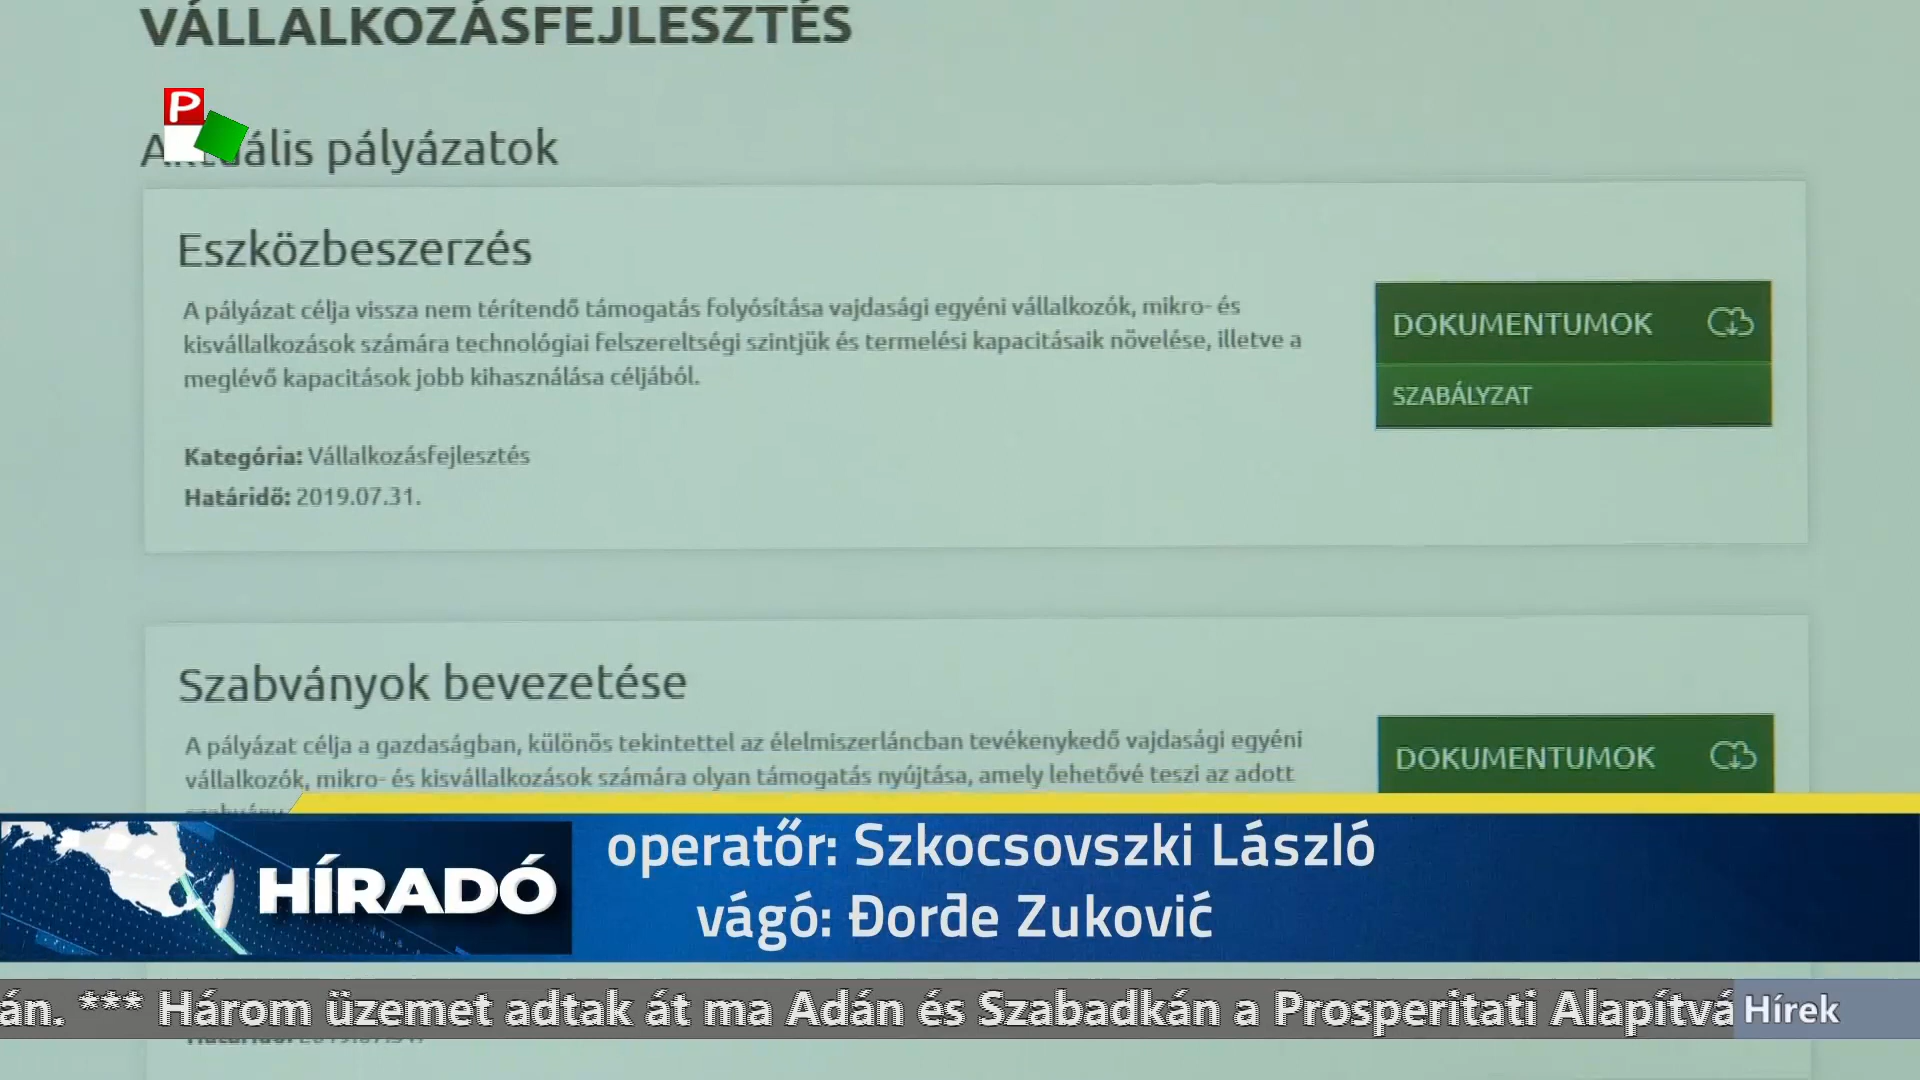 VÁLLALKOZÁSFEJLESZTÉS
P
Aktuális pályázatok
Eszközbeszerzés
A pályázat célja vissza nem térítendő támogatás folyósítása vajdasági egyéni vállalkozók, mikro- és
kisvállalkozások számára technológiai felszereltségi szintjük és termelési kapacitásaik növelése, illetve a
meglévő kapacitások jobb kihasználása céljából.
Kategória: Vállalkozásfejlesztés
Határidő: 2019.07.31.
DOKUMENTUMOK
SZABÁLYZAT
Szabványok bevezetése
A pályázat célja a gazdaságban, különös tekintettel az élelmiszerláncban tevékenykedő vajdasági egyéni
vállalkozók, mikro- és kisvállalkozások számára olyan támogatás nyújtása, amely lehetővé teszi az adott
DOKUMENTUMOK
HÍRADÓ
operatőr: Szkocsovszki László
vágó: Đorđe Zuković
án. *** Három üzemet adtak át ma Adán és Szabadkán a Prosperitati Alapítvá
Hírek